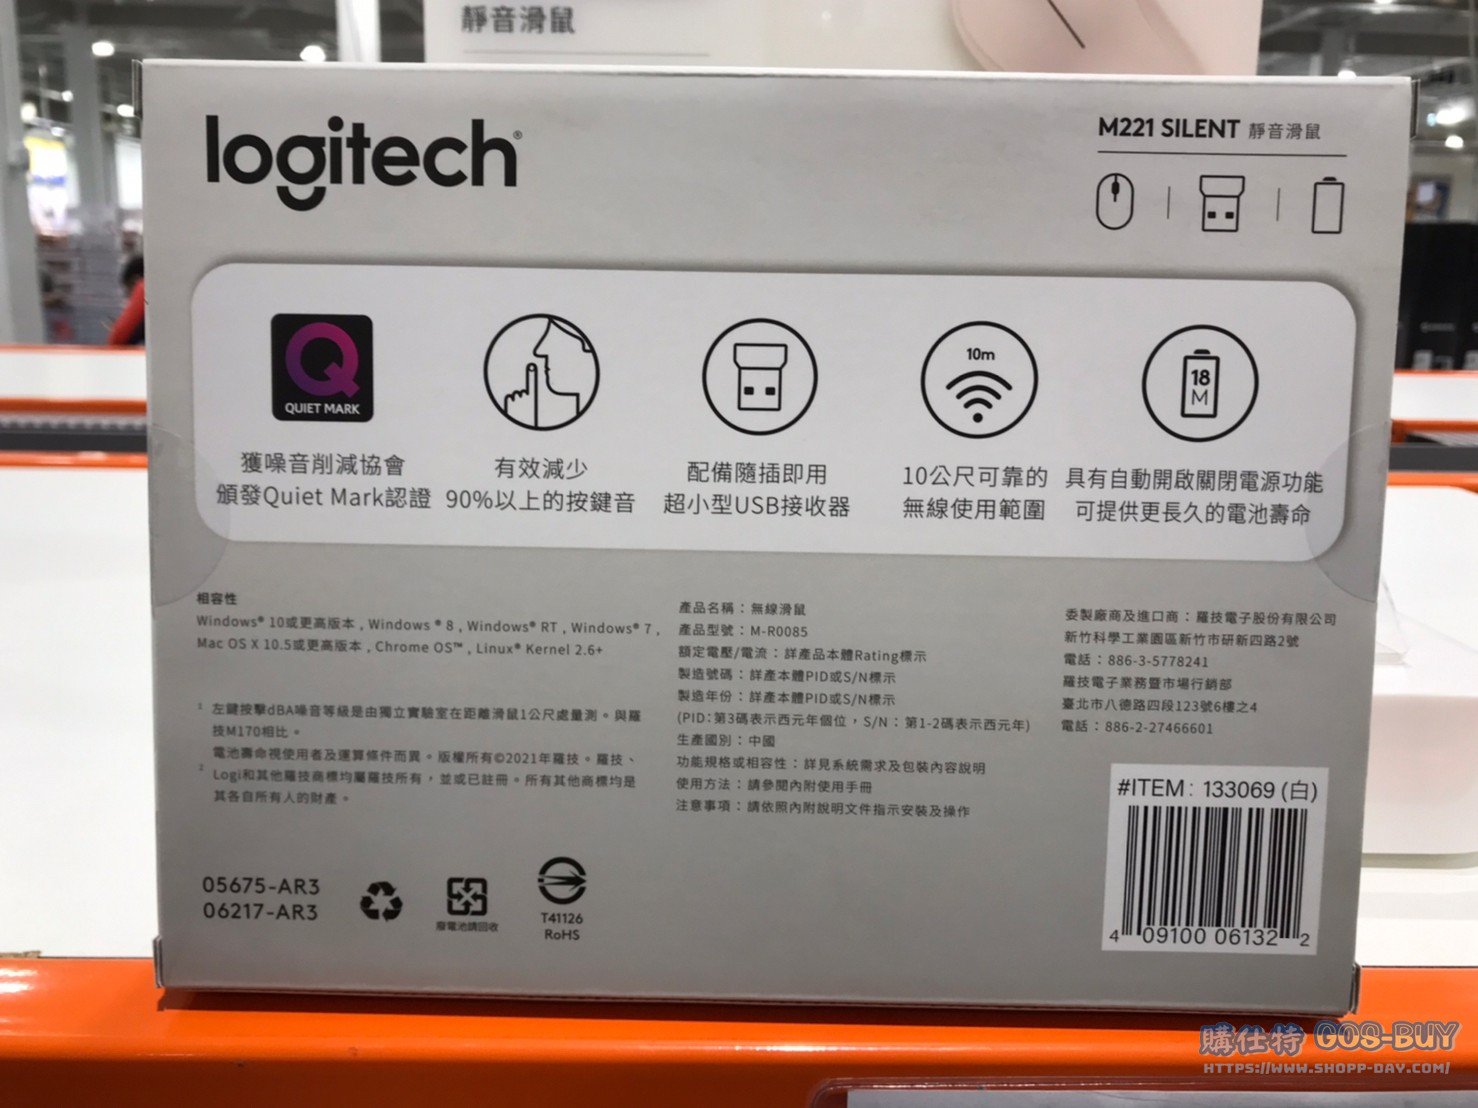 靜音滑鼠
logitech®
M221 SILENT 靜音滑鼠
QUIET MARK
10m
18
M
獲噪音削減協會
頒發Quiet Mark認證
有效減少
90%以上的按鍵音
配備隨插即用
超小型USB接收器
10公尺可靠的
無線使用範圍
具有自動開啟關閉電源功能
可提供更長久的電池壽命
相容性
Windows® 10或更高版本 , Windows ® 8 , Windows® RT , Windows® 7 ,
Mac OS X 10.5或更高版本 , Chrome OS™ , Linux® Kernel 2.6+
1 左鍵按擊dBA噪音等級是由獨立實驗室在距離滑鼠1公尺處量測。與羅
技M170相比。
2 電池壽命視使用者及運算條件而異。版權所有©2021年羅技。羅技、
Logi和其他羅技商標均屬羅技所有，並或已註冊。所有其他商標均是
其各自所有人的財產。
產品名稱：無線滑鼠
產品型號：M-R0085
額定電壓/電流：詳產品本體Rating標示
製造號碼：詳產本體PID或S/N標示
製造年份：詳產本體PID或S/N標示
(PID:第3碼表示西元年個位，S/N：第1-2碼表示西元年)
生產國別：中國
功能規格或相容性：詳見系統需求及包裝內容說明
使用方法：請參閱內附使用手冊
注意事項：請依照內附說明文件指示安裝及操作
委製廠商及進口商：羅技電子股份有限公司
新竹科學工業園區新竹市研新四路2號
電話：886-3-5778241
羅技電子業務暨市場行銷部
臺北市八德路四段123號6樓之4
電話：886-2-27466601
#ITEM: 133069 (白)
4 09100 06132 2
05675-AR3
06217-AR3
廢電池請回收
T41126
RoHS
購仕特 GOS-BUY
HTTPS://WWW.SHOPP-DAY.COM/